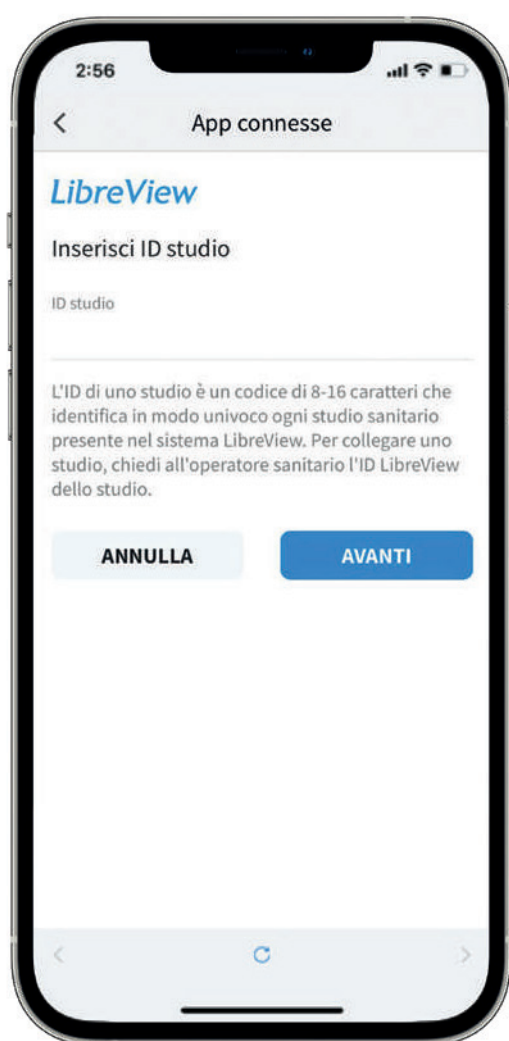 2:56
App connesse
LibreView
Inserisci ID studio
ID studio
L'ID di uno studio è un codice di 8-16 caratteri che
identifica in modo univoco ogni studio sanitario
presente nel sistema LibreView. Per collegare uno
studio, chiedi all'operatore sanitario l'ID LibreView
dello studio.
ANNULLA AVANTI